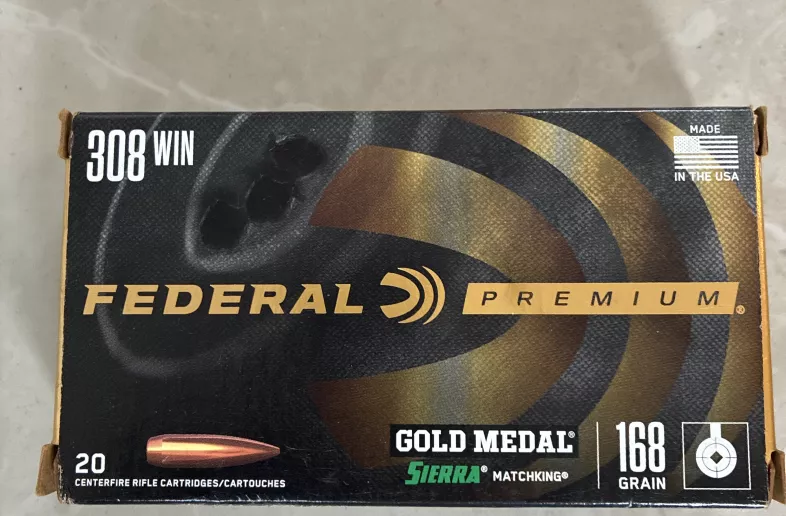 308 WIN
MADE
IN THE USA
FEDERAL PREMIUM®
GOLD MEDAL®
SIERRA® MATCHKING®
168
GRAIN
20
CENTERFIRE RIFLE CARTRIDGES/CARTOUCHES